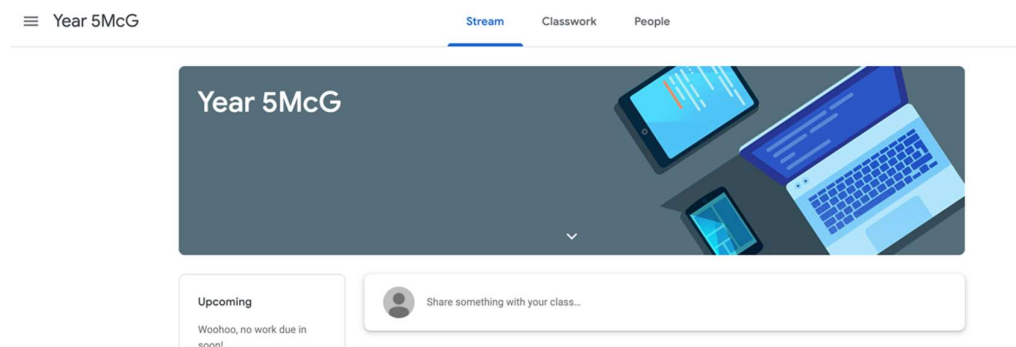 Year 5McG
Stream Classwork People
Year 5McG
Upcoming
Woohoo, no work due in
soon!
Share something with your class...